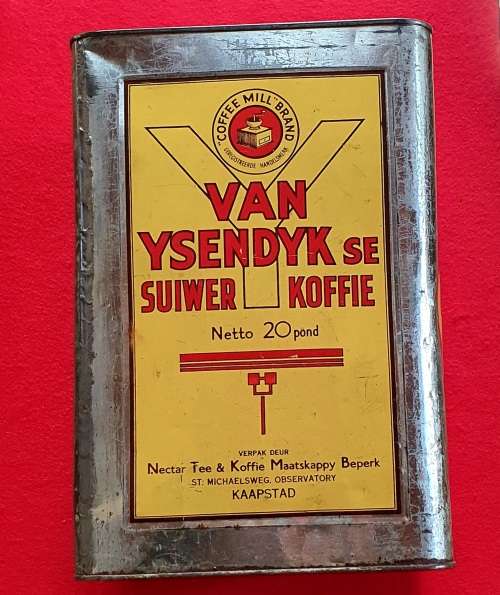 "COFFEE MILL" BRAND
GEREGISTREERDE HANDELSMERK
Y
VAN
YSENDYK SE
SUIWER KOFFIE
Netto 20 pond
VERPAK DEUR
Nectar Tee & Koffie Maatskappy Beperk
ST: MICHAELSWEG, OBSERVATORY
KAAPSTAD